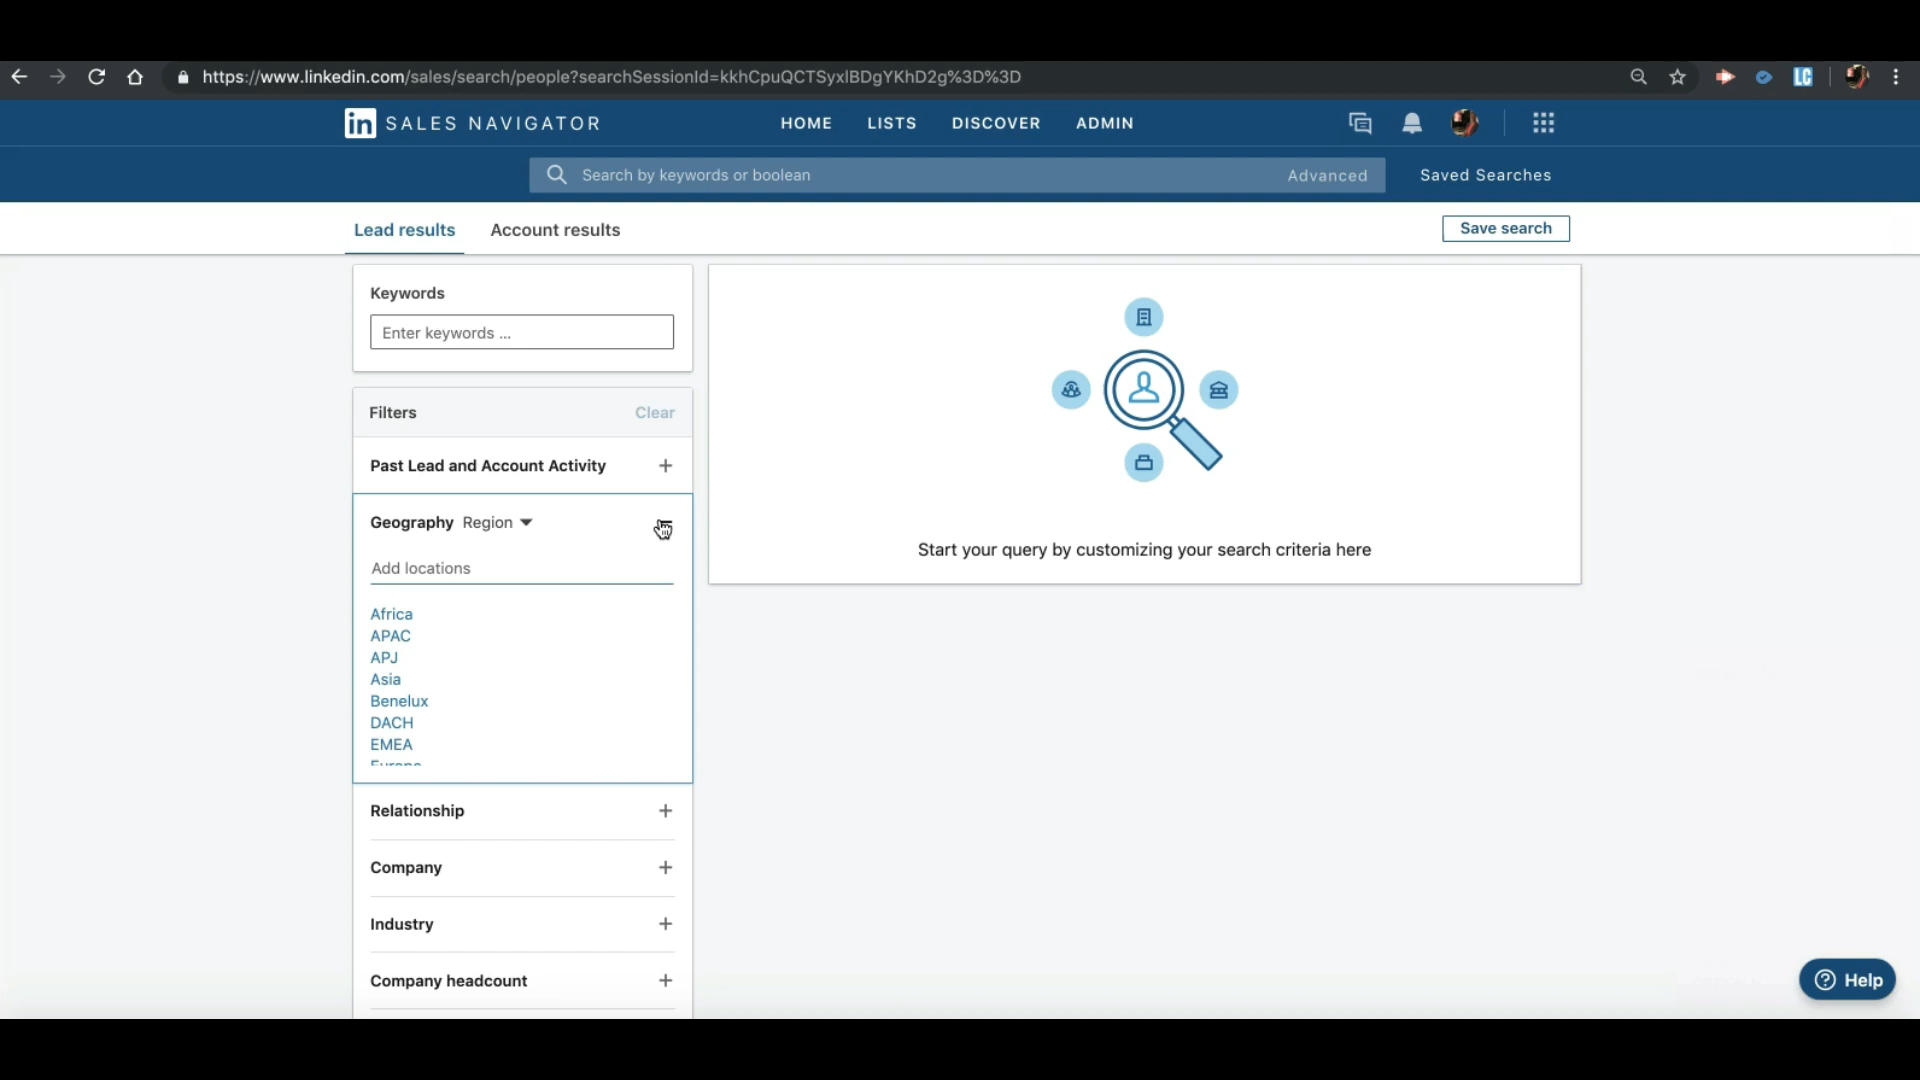 https://www.linkedin.com/sales/search/people?searchSessionId=kkhCpuQCTSyxlBDgYKhD2g%3D%3D
LC
in SALES NAVIGATOR
HOME LISTS DISCOVER ADMIN
Search by keywords or boolean Advanced Saved Searches
Lead results Account results Save search
Keywords
Enter keywords ...
Filters Clear
Past Lead and Account Activity +
Geography Region
Add locations
Africa
APAC
APJ
Asia
Benelux
DACH
EMEA
Europe
Relationship +
Company +
Industry +
Company headcount +
Start your query by customizing your search criteria here
Help